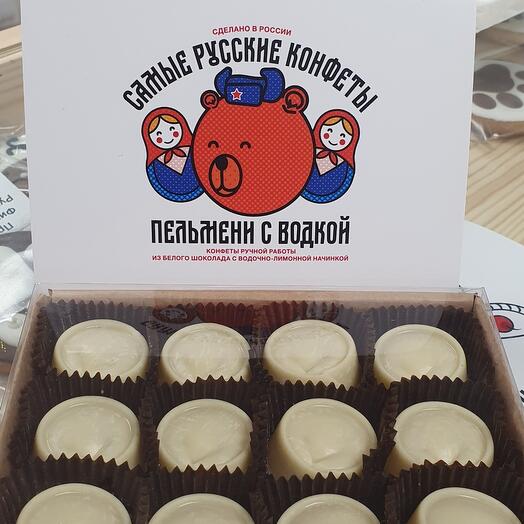 СДЕЛАНО В РОССИИ
САМЫЕ РУССКИЕ КОНФЕТЫ
ПЕЛЬМЕНИ С ВОДКОЙ
КОНФЕТЫ РУЧНОЙ РАБОТЫ
ИЗ БЕЛОГО ШОКОЛАДА С ВОДОЧНО-ЛИМОННОЙ НАЧИНКОЙ